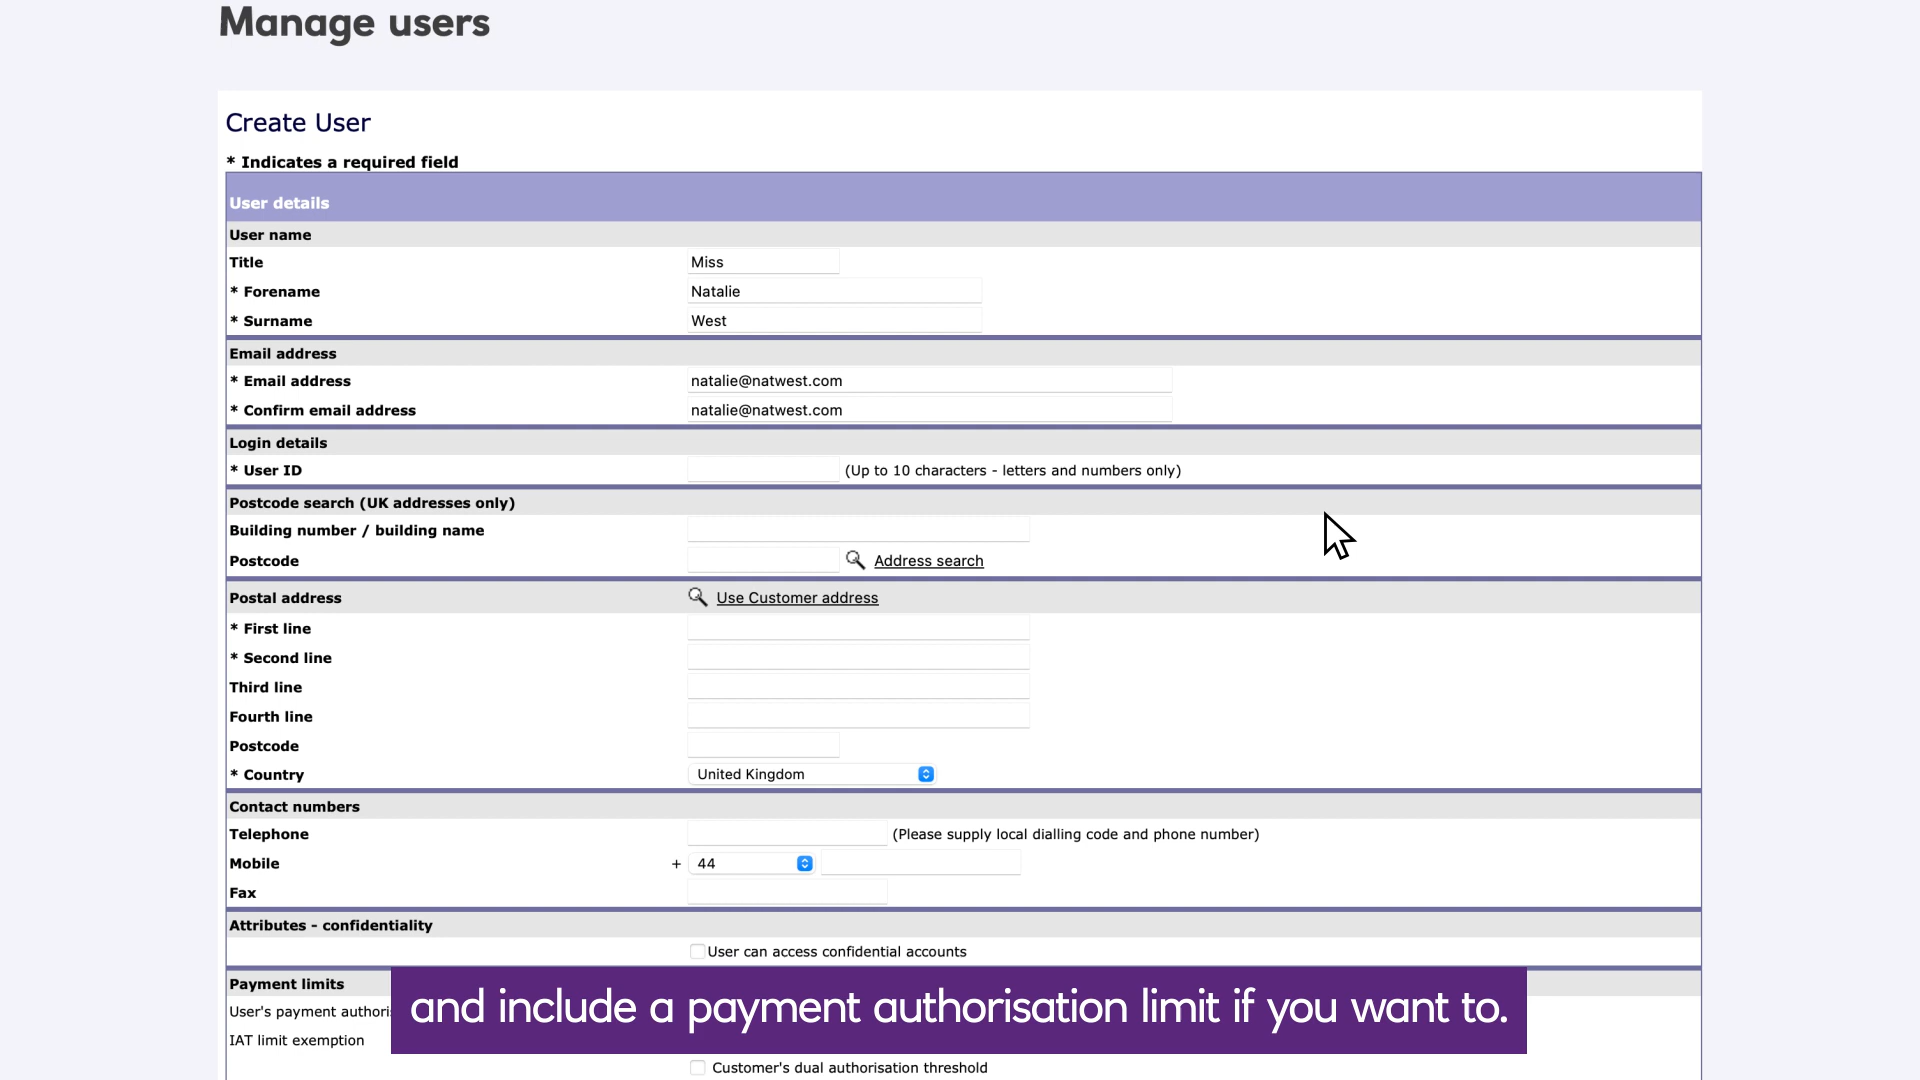 Manage users
Create User
* Indicates a required field
User details
User name
Title Miss
* Forename Natalie
* Surname West
Email address
* Email address natalie@natwest.com
* Confirm email address natalie@natwest.com
Login details
* User ID (Up to 10 characters - letters and numbers only)
Postcode search (UK addresses only)
Building number / building name
Postcode Address search
Postal address Use Customer address
* First line
* Second line
Third line
Fourth line
Postcode
* Country United Kingdom
Contact numbers
Telephone (Please supply local dialling code and phone number)
Mobile + 44
Fax
Attributes - confidentiality
User can access confidential accounts
Payment limits
User's payment
and include a payment authorisation limit if you want to.
IAT limit exemption
Customer's dual authorisation threshold